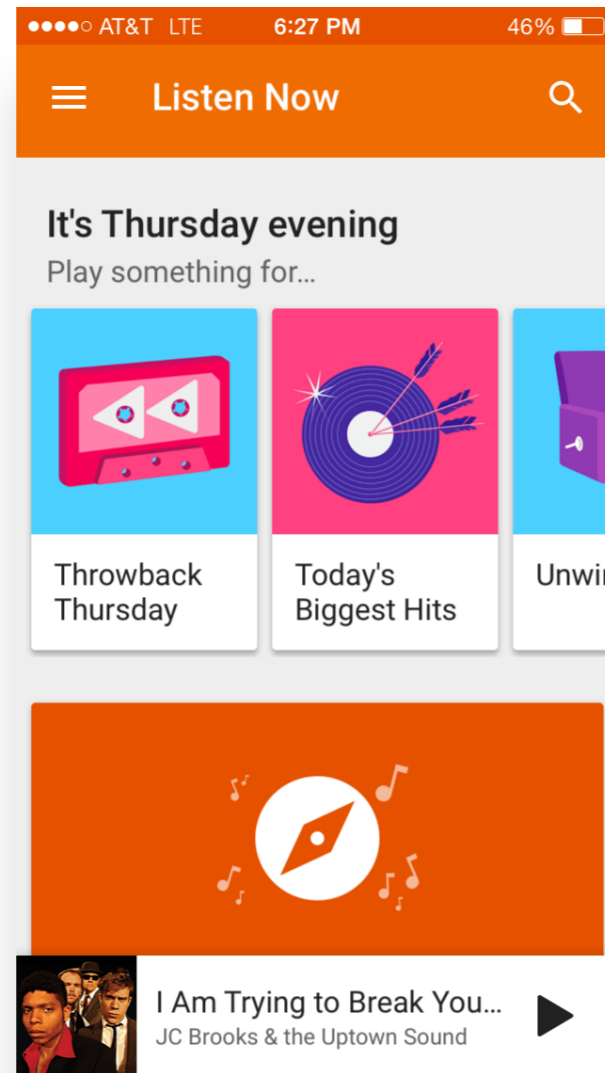 AT&T LTE 6:27 PM 46%
Listen Now
It's Thursday evening
Play something for...
Throwback
Thursday
Today's
Biggest Hits
Unwi
I Am Trying to Break You...
JC Brooks & the Uptown Sound